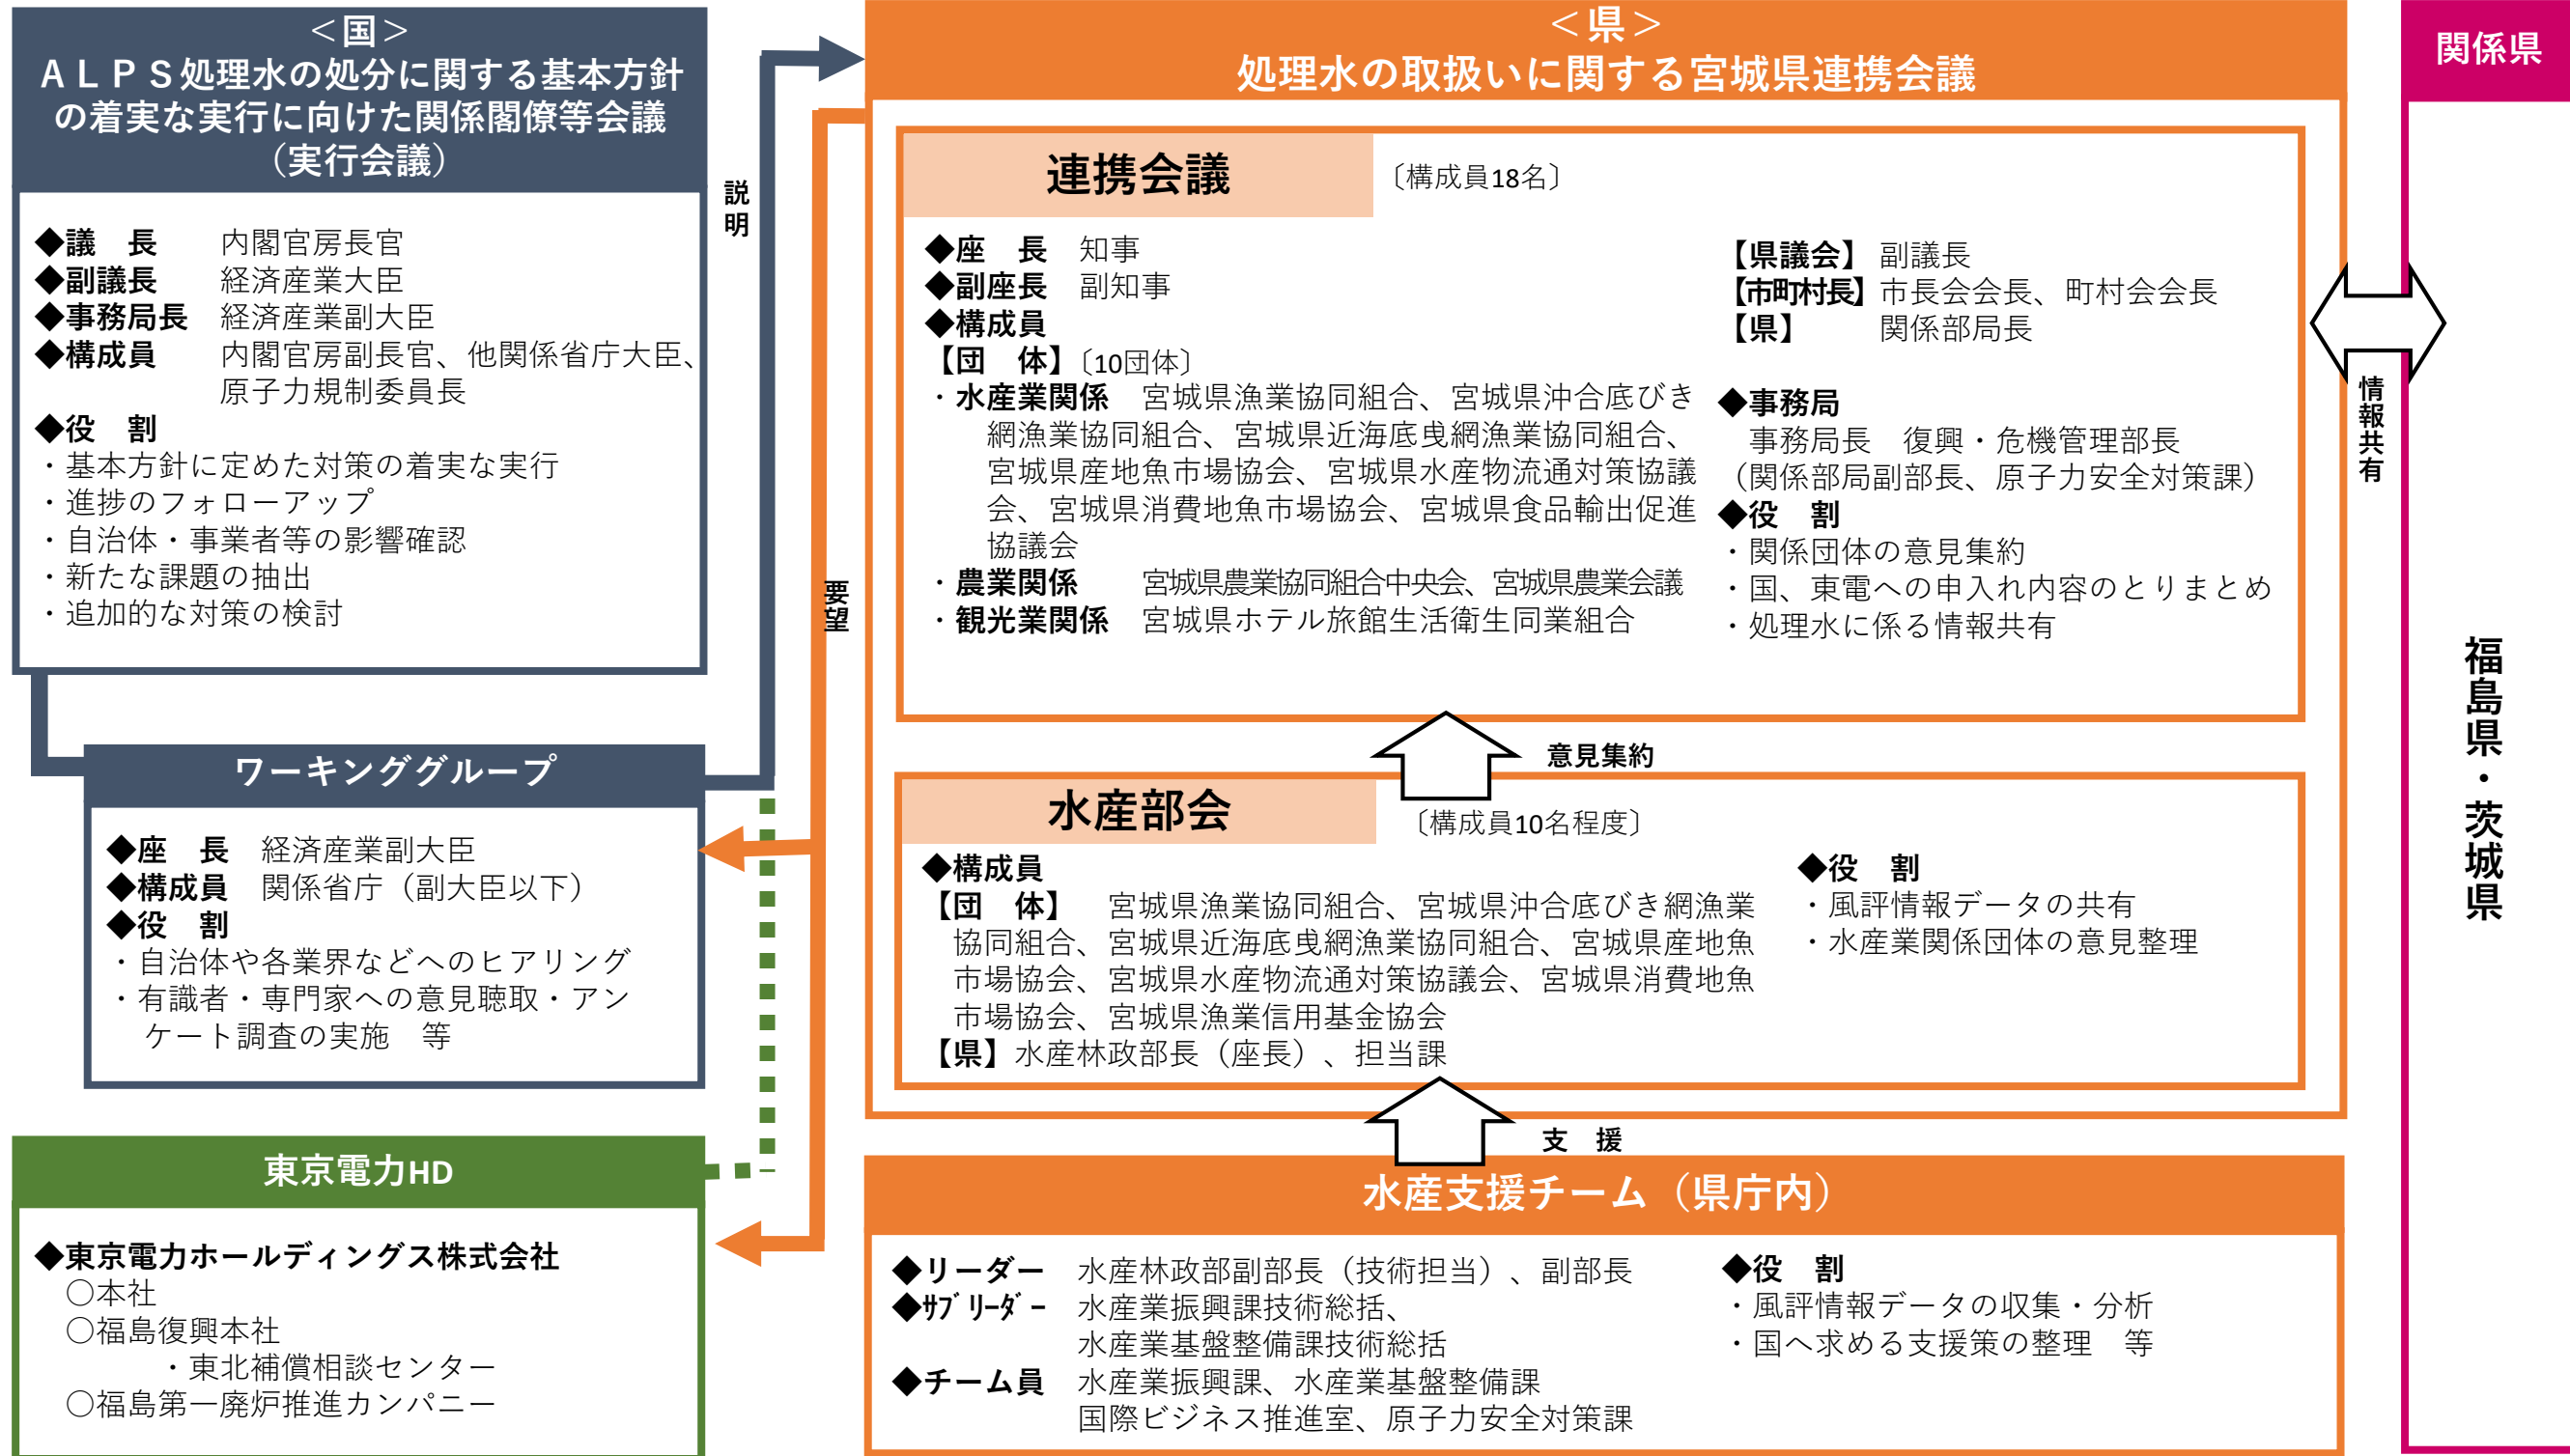 ＜国＞
ＡＬＰＳ処理水の処分に関する基本方針
の着実な実行に向けた関係閣僚等会議
（実行会議）
◆議　長　　内閣官房長官
◆副議長　　経済産業大臣
◆事務局長　経済産業副大臣
◆構成員　　内閣官房副長官、他関係省庁大臣、
原子力規制委員長
◆役　割
・基本方針に定めた対策の着実な実行
・進捗のフォローアップ
・自治体・事業者等の影響確認
・新たな課題の抽出
・追加的な対策の検討
ワーキンググループ
◆座　長　経済産業副大臣
◆構成員　関係省庁（副大臣以下）
◆役　割
・自治体や各業界などへのヒアリング
・有識者・専門家への意見聴取・アン
ケート調査の実施　等
東京電力HD
◆東京電力ホールディングス株式会社
○本社
○福島復興本社
・東北補償相談センター
○福島第一廃炉推進カンパニー
説明
要望
＜県＞
処理水の取扱いに関する宮城県連携会議
連携会議
〔構成員18名〕
◆座　長　知事
◆副座長　副知事
◆構成員
【団　体】〔10団体〕
・水産業関係　宮城県漁業協同組合、宮城県沖合底びき
網漁業協同組合、宮城県近海底曳網漁業協同組合、
宮城県産地魚市場協会、宮城県水産物流通対策協議
会、宮城県消費地魚市場協会、宮城県食品輸出促進
協議会
・農業関係　　宮城県農業協同組合中央会、宮城県農業会議
・観光業関係　宮城県ホテル旅館生活衛生同業組合
【県議会】副議長
【市町村長】市長会会長、町村会会長
【県】　　関係部局長
◆事務局
事務局長　復興・危機管理部長
（関係部局副部長、原子力安全対策課）
◆役　割
・関係団体の意見集約
・国、東電への申入れ内容のとりまとめ
・処理水に係る情報共有
意見集約
水産部会
〔構成員10名程度〕
◆構成員
【団　体】　宮城県漁業協同組合、宮城県沖合底びき網漁業
協同組合、宮城県近海底曳網漁業協同組合、宮城県産地魚
市場協会、宮城県水産物流通対策協議会、宮城県消費地魚
市場協会、宮城県漁業信用基金協会
【県】水産林政部長（座長）、担当課
◆役　割
・風評情報データの共有
・水産業関係団体の意見整理
支　援
水産支援チーム（県庁内）
◆リーダー　水産林政部副部長（技術担当）、副部長
◆ｻﾌﾞﾘｰﾀﾞｰ　水産業振興課技術総括、
水産業基盤整備課技術総括
◆チーム員　水産業振興課、水産業基盤整備課
国際ビジネス推進室、原子力安全対策課
◆役　割
・風評情報データの収集・分析
・国へ求める支援策の整理　等
情報共有
関係県
福島県・茨城県